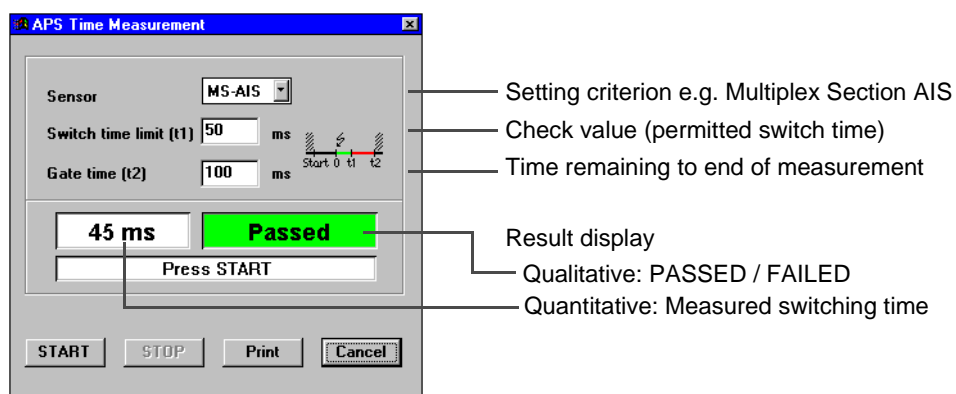 APS Time Measurement
Sensor
MS-AIS
Switch time limit (t1)
50
ms
Gate time (t2)
100
ms
Start 0 t1 t2
45 ms
Passed
Press START
START
STOP
Print
Cancel
Setting criterion e.g. Multiplex Section AIS
Check value (permitted switch time)
Time remaining to end of measurement
Result display
Qualitative: PASSED / FAILED
Quantitative: Measured switching time